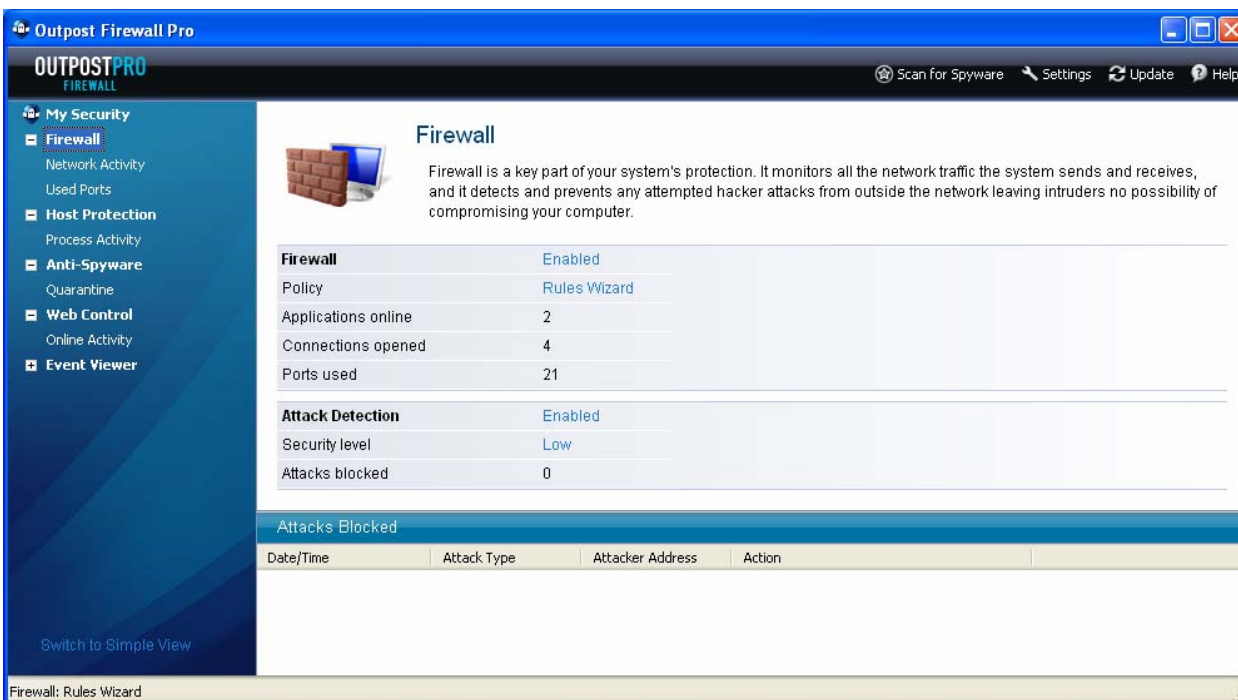 Outpost Firewall Pro
OUTPOSTPRO
FIREWALL
Scan for Spyware Settings Update Help
My Security
Firewall
Network Activity
Used Ports
Host Protection
Process Activity
Anti-Spyware
Quarantine
Web Control
Online Activity
Event Viewer
Switch to Simple View
Firewall
Firewall is a key part of your system's protection. It monitors all the network traffic the system sends and receives,
and it detects and prevents any attempted hacker attacks from outside the network leaving intruders no possibility of
compromising your computer.
Firewall Enabled
Policy Rules Wizard
Applications online 2
Connections opened 4
Ports used 21
Attack Detection Enabled
Security level Low
Attacks blocked 0
Attacks Blocked
Date/Time Attack Type Attacker Address Action
Firewall: Rules Wizard